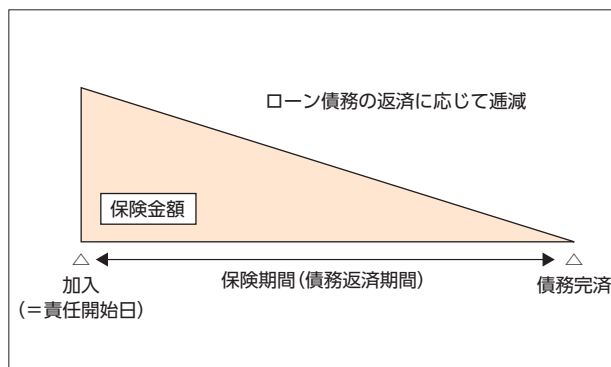 ローン債務の返済に応じて逓減
保険金額
加入
(＝責任開始日)
保険期間(債務返済期間)
債務完済